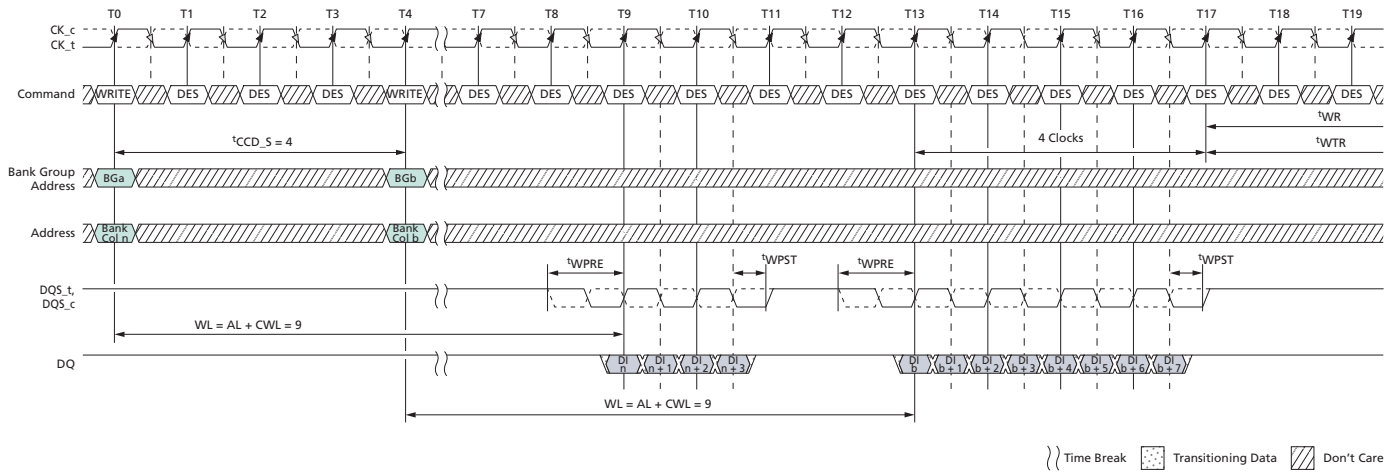 T0 T1 T2 T3 T4 T7 T8 T9 T10 T11 T12 T13 T14 T15 T16 T17 T18 T19
CK_c
CK_t
Command WRITE DES DES DES WRITE DES DES DES DES DES DES DES DES DES DES DES DES DES
tWR
tCCD_S = 4 4 Clocks
tWTR
Bank Group
Address BGa BGb
Address Bank Col n Bank Col b
tWPRE tWPST tWPRE tWPST
DQS_t,
DQS_c
WL = AL + CWL = 9
DQ DI n DI n + 1 DI n + 2 DI n + 3 DI b DI b + 1 DI b + 2 DI b + 3 DI b + 4 DI b + 5 DI b + 6 DI b + 7
WL = AL + CWL = 9
Time Break Transitioning Data Don't Care